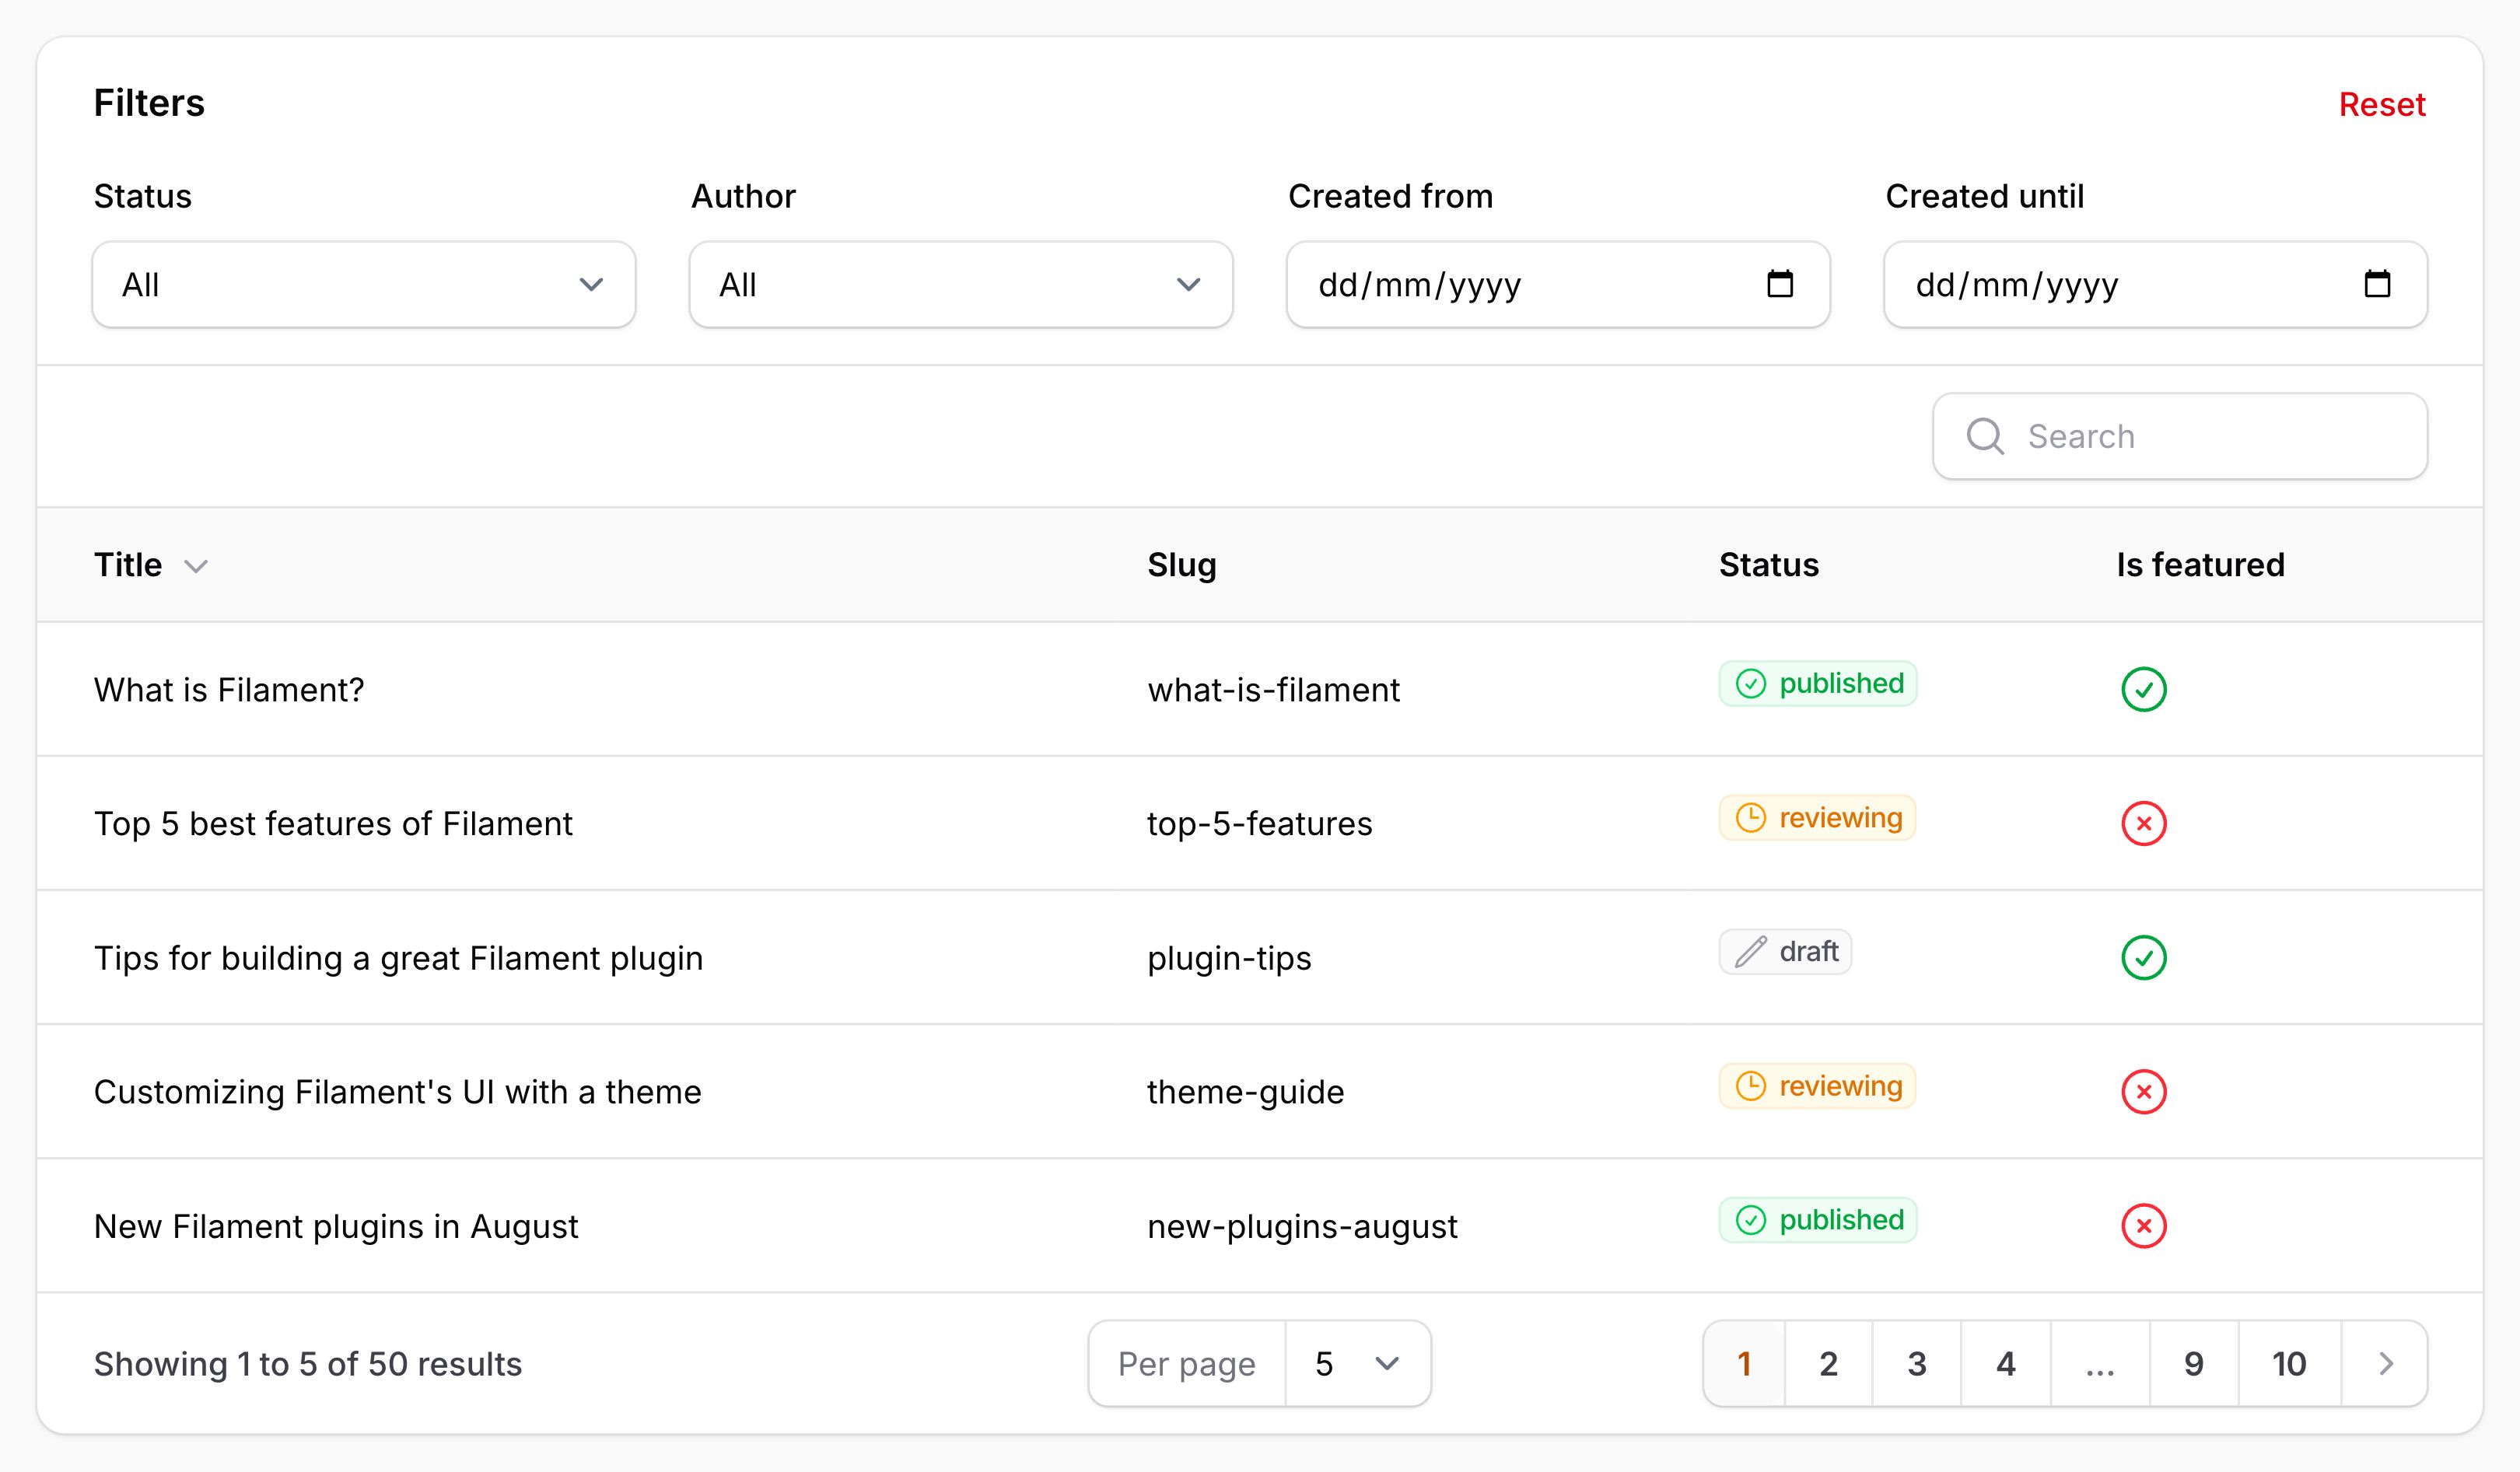 Filters Reset
Status Author Created from Created until
All All dd/mm/yyyy dd/mm/yyyy
Search
Title Slug Status Is featured
What is Filament? what-is-filament published
Top 5 best features of Filament top-5-features reviewing
Tips for building a great Filament plugin plugin-tips draft
Customizing Filament's UI with a theme theme-guide reviewing
New Filament plugins in August new-plugins-august published
Showing 1 to 5 of 50 results Per page 5 1 2 3 4 ... 9 10